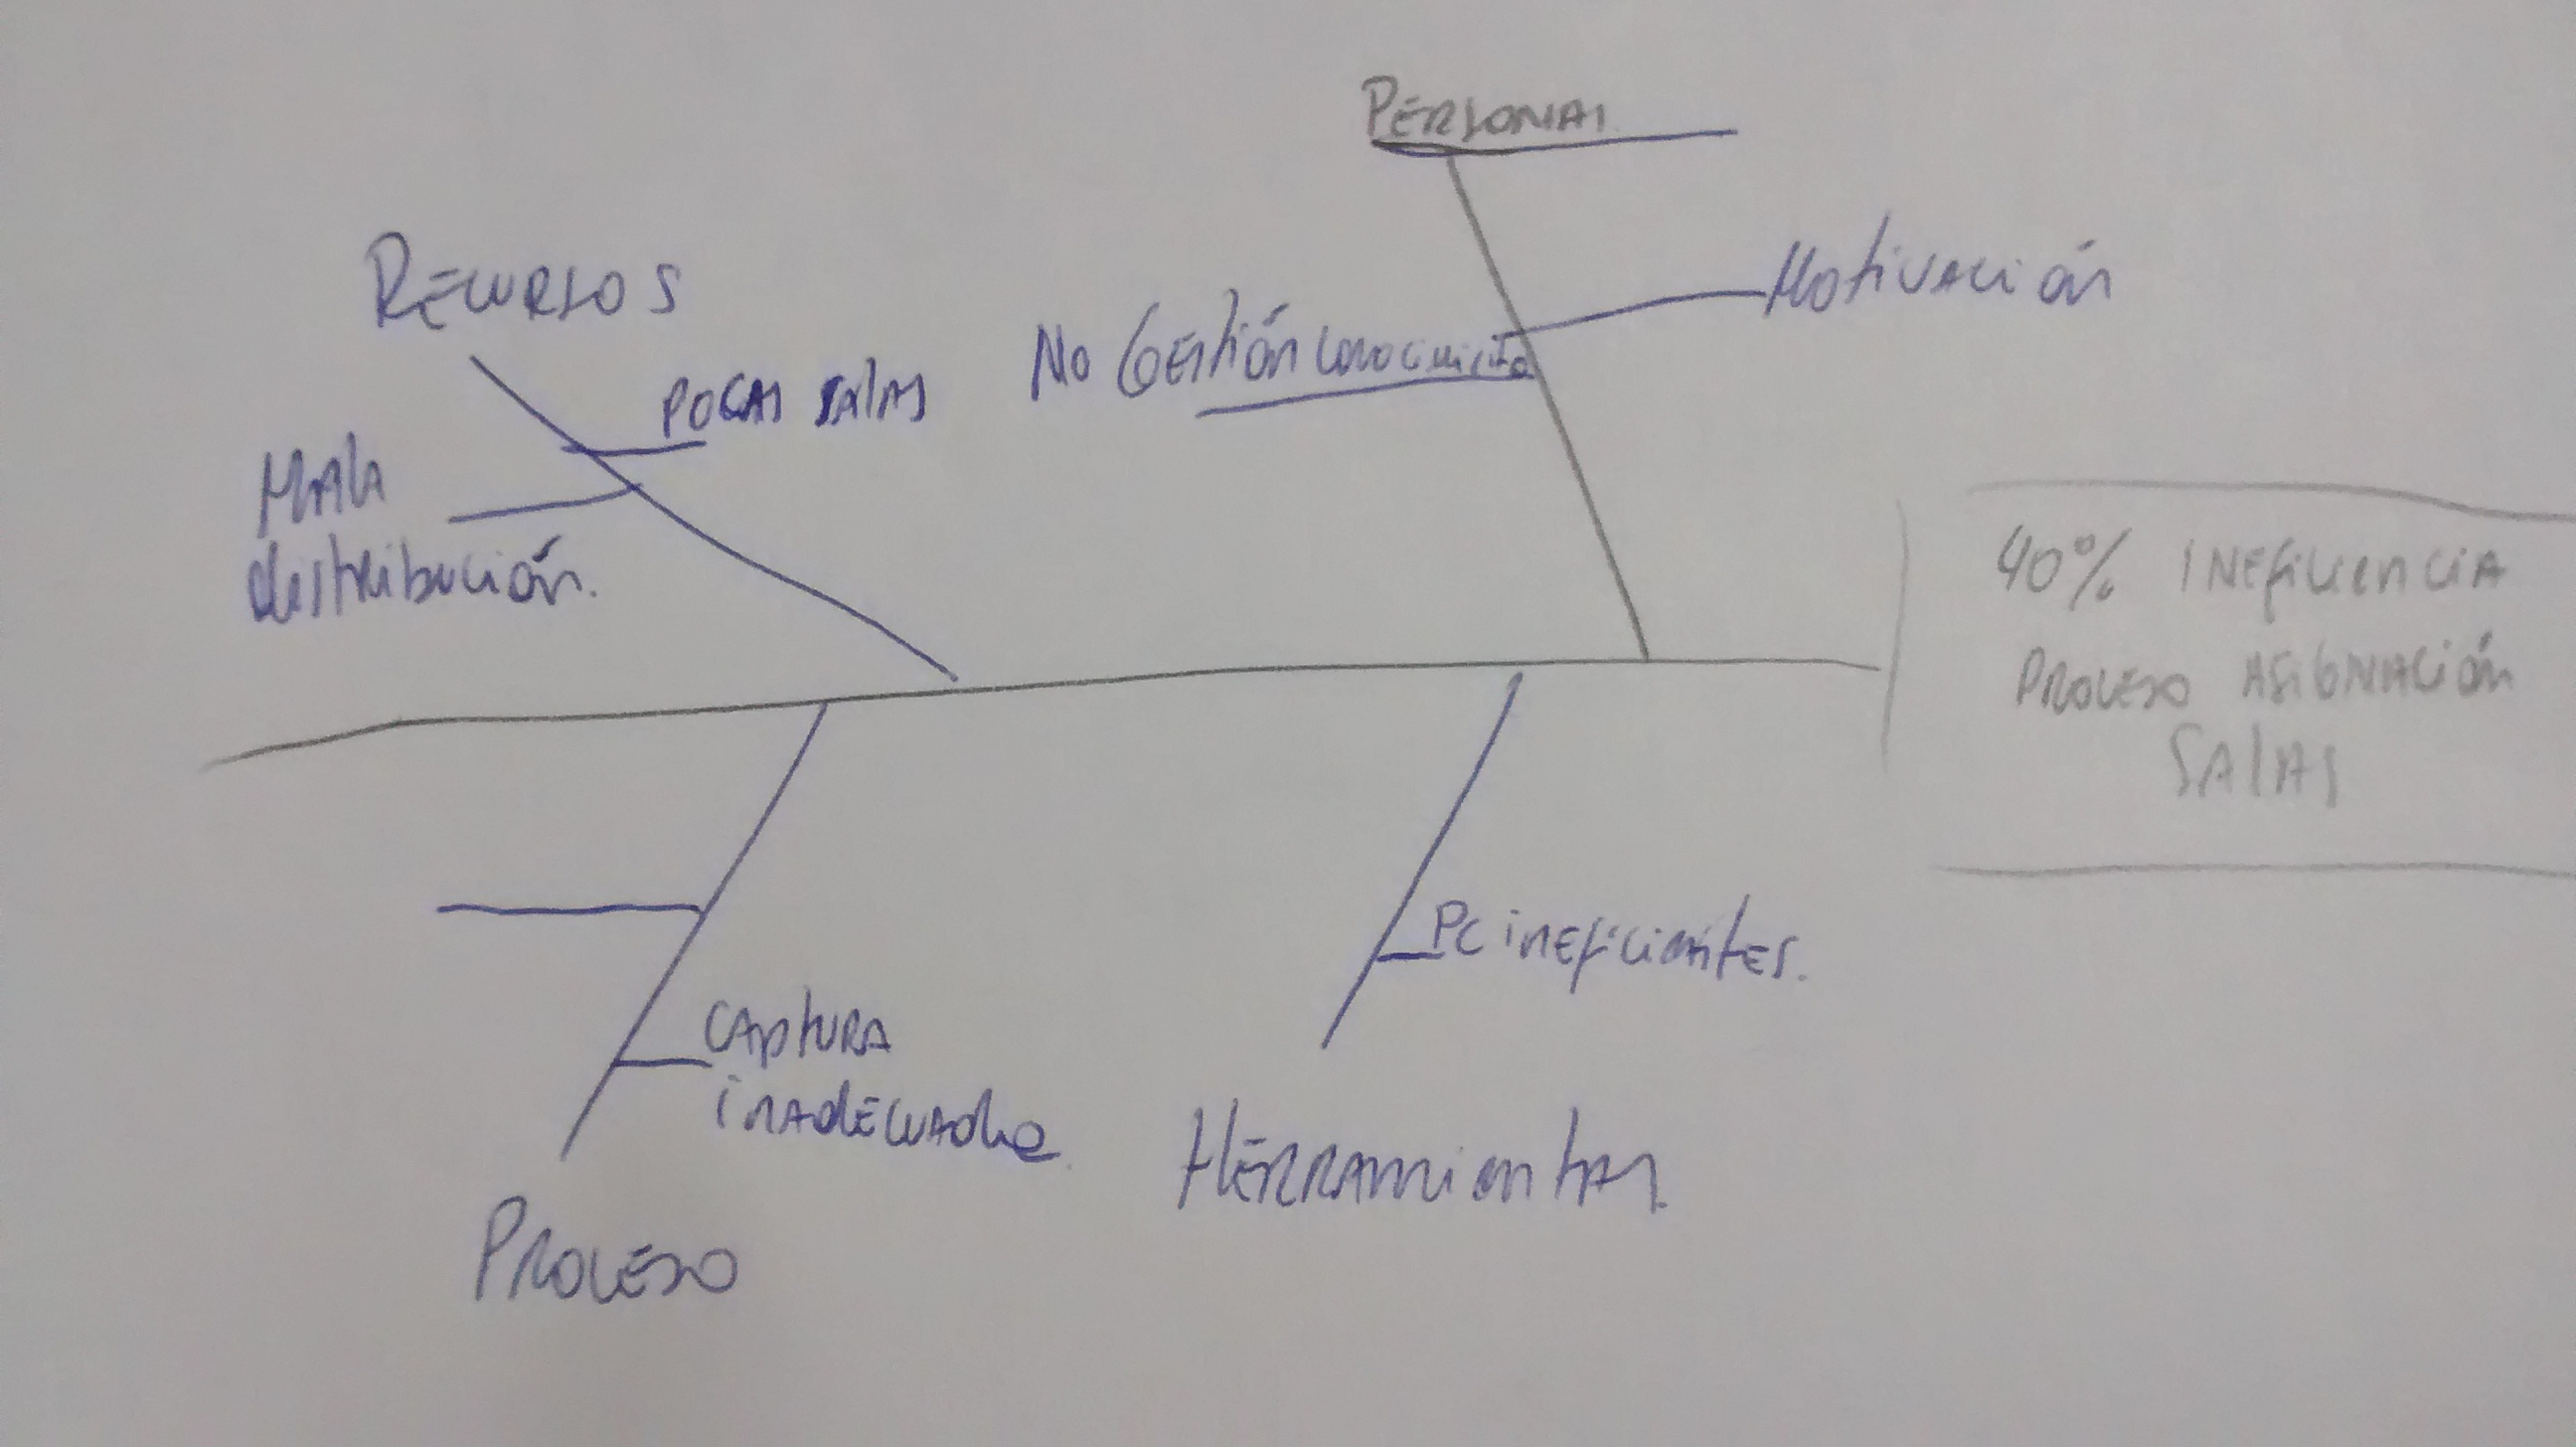 PERSONAL
RECURSOS
Motivación
No Gestión conocimiento
POCAS SALAS
MALA
distribución.
40% INEFICIENCIA
PROCESO ASIGNACIÓN
SALAS
PC inEficientes.
CAptURA
inAdECUAdA
HERRAmientAS.
PROCESO